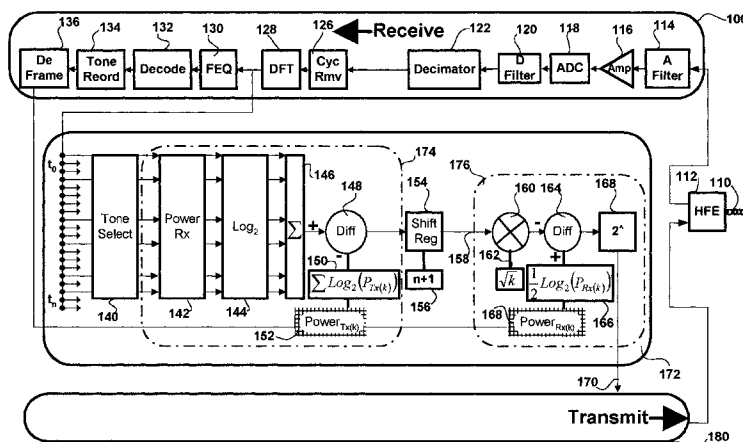 136 134 132 130 128 126 Receive 122 120 118 116 114 106
De Frame
Tone Reord
Decode
FEQ
DFT
Cyc Rmv
Decimator
D Filter
ADC
Amp
A Filter
146 174
148 154 176 160 164 168 112 110
t0
Tone Select
Power Rx
Log2
Σ
+
Diff
-
Shift Reg
-
Diff
+
2^
HFE
150 162 158
ΣLog2(PTx(k))
n+1
√k
1/2 Log2(PRx(k))
tn
140 142 144 156 166
152 PowerTx(k) 168 PowerRx(k)
172
170
Transmit
180